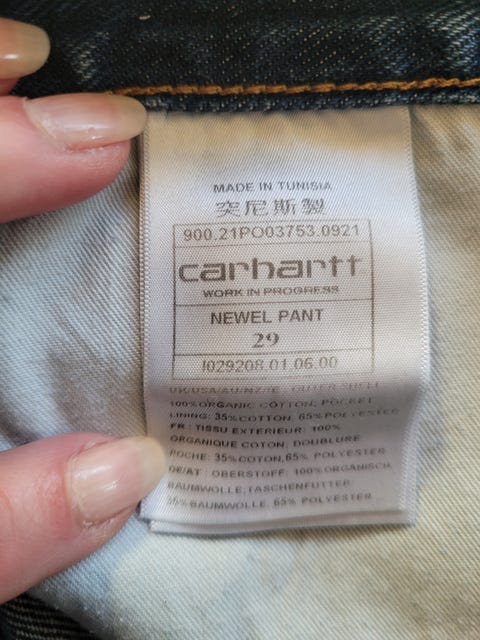 MADE IN TUNISIA
突尼斯製
900.21PO03753.0921
carhartt
WORK IN PROGRESS
NEWEL PANT
29
I029208.01.06.00
UK/USA/AU/NZ/E: OUTER SHELL
100%ORGANIC COTTON; POCKET
LINING: 35%COTTON, 65%POLYESTER
FR : TISSU EXTERIEUR: 100%
ORGANIQUE COTON; DOUBLURE
POCHE: 35%COTON,65% POLYESTER
DE/AT : OBERSTOFF: 100%ORGANISCH
BAUMWOLLE;TASCHENFUTTER:
35%BAUMWOLLE, 65% POLYESTER